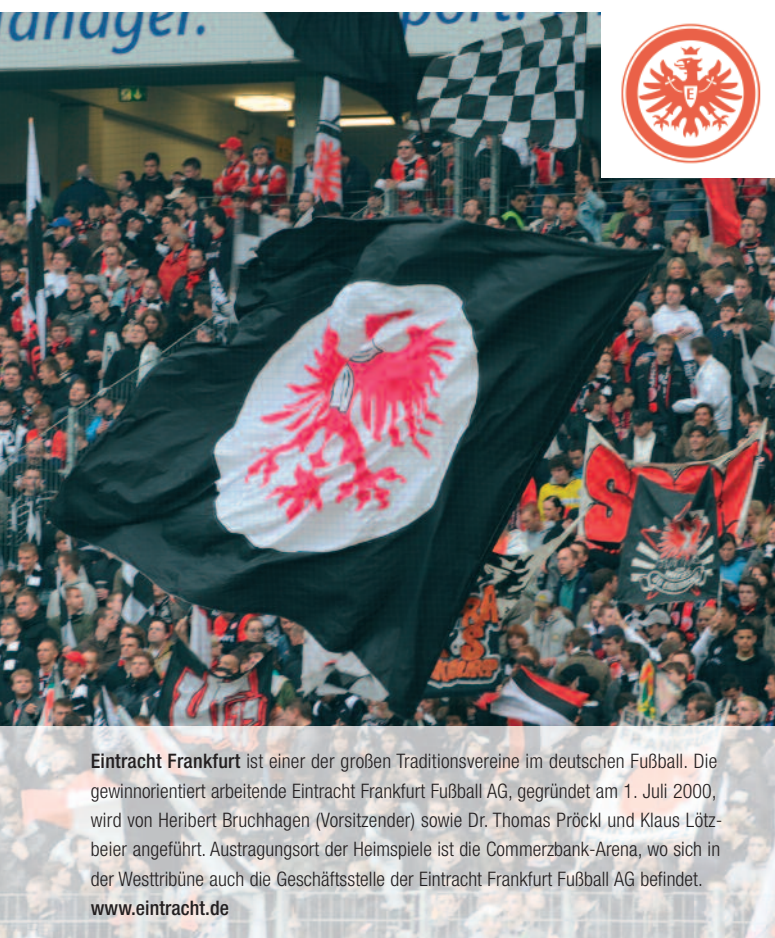 anager.
port.
E
Eintracht Frankfurt ist einer der großen Traditionsvereine im deutschen Fußball. Die
gewinnorientiert arbeitende Eintracht Frankfurt Fußball AG, gegründet am 1. Juli 2000,
wird von Heribert Bruchhagen (Vorsitzender) sowie Dr. Thomas Pröckl und Klaus Lötz-
beier angeführt. Austragungsort der Heimspiele ist die Commerzbank-Arena, wo sich in
der Westtribüne auch die Geschäftsstelle der Eintracht Frankfurt Fußball AG befindet.
www.eintracht.de